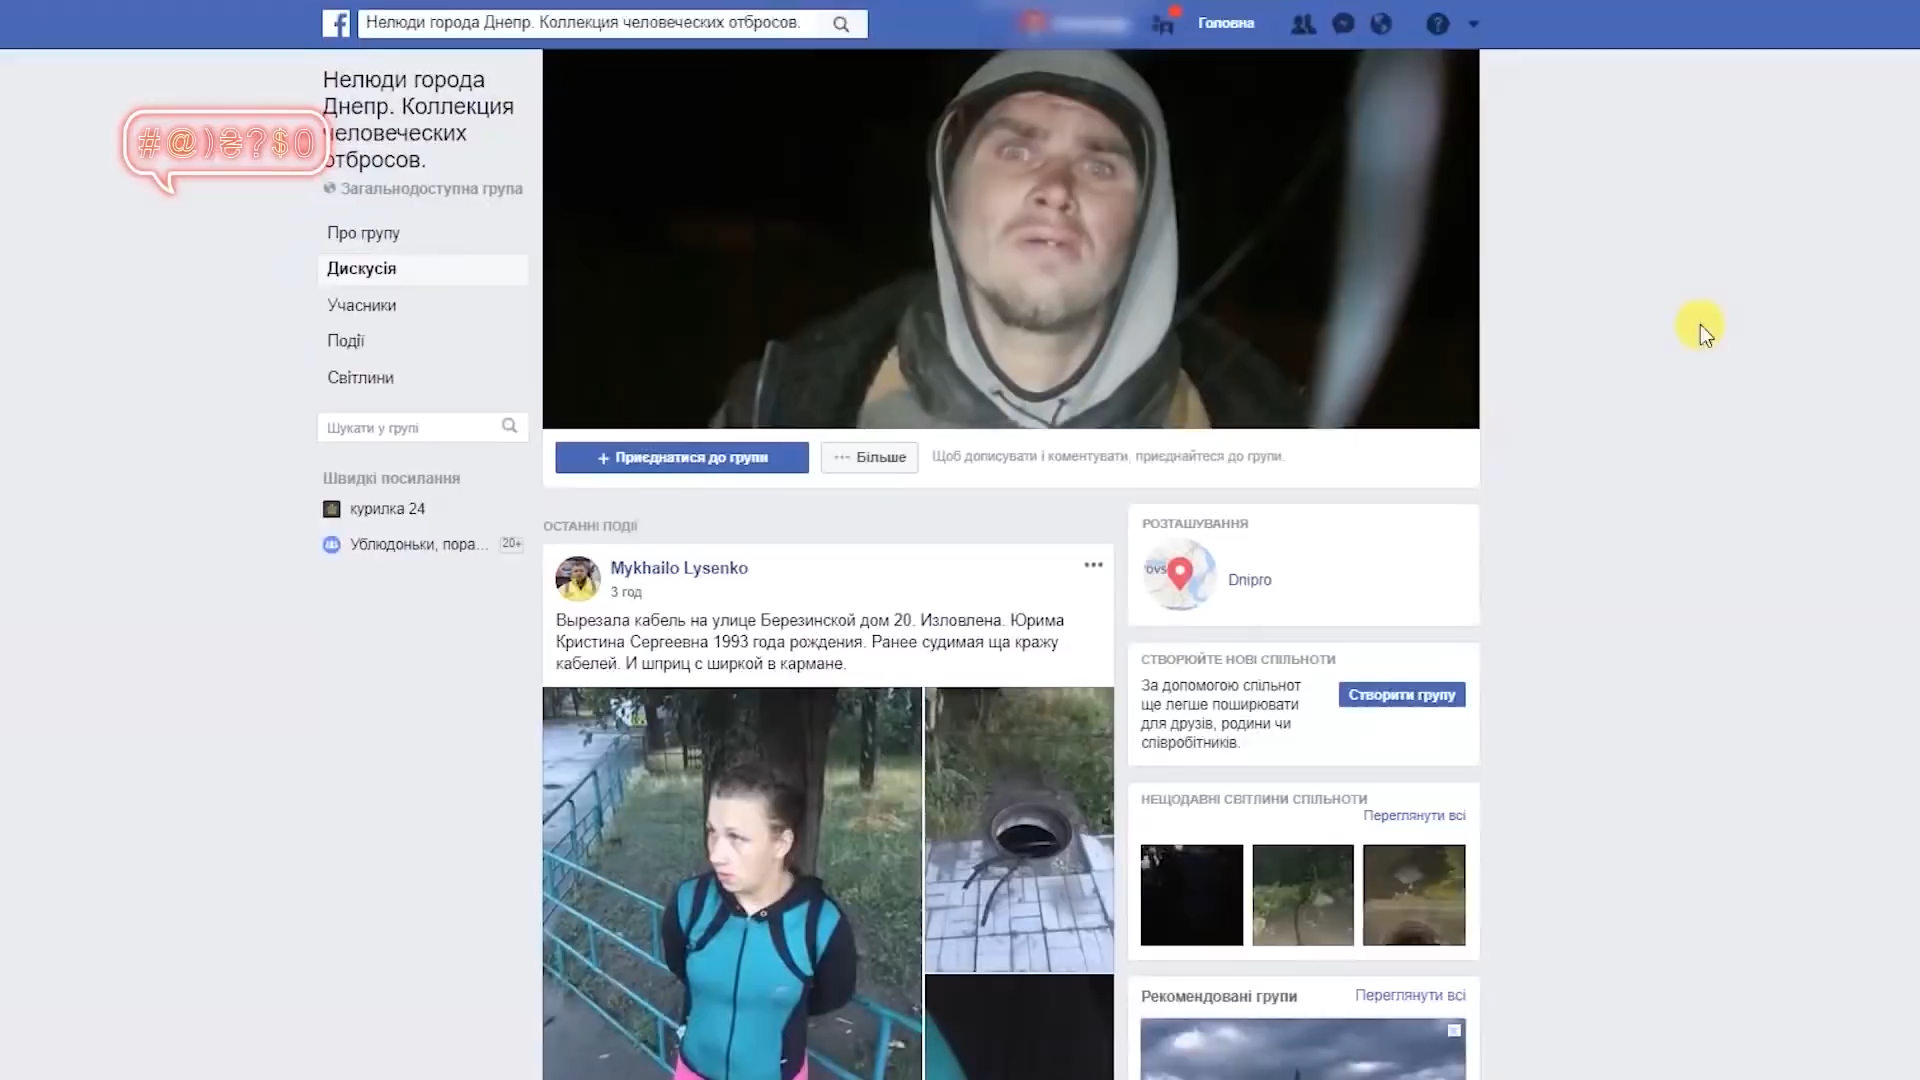 Нелюди города Днепр. Коллекция человеческих отбросов.
Головна
Нелюди города
Днепр. Коллекция
человеческих
отбросов.
#@)₴?$0
Загальнодоступна група
Про групу
Дискусія
Учасники
Події
Світлини
Шукати у групі
Швидкі посилання
курилка 24
Ублюдоньки, пора... 20+
+ Приєднатися до групи
··· Більше
Щоб дописувати і коментувати, приєднайтеся до групи.
ОСТАННІ ПОДІЇ
Mykhailo Lysenko
3 год
Вырезала кабель на улице Березинской дом 20. Изловлена. Юрима
Кристина Сергеевна 1993 года рождения. Ранее судимая ща кражу
кабелей. И шприц с ширкой в кармане.
РОЗТАШУВАННЯ
Dnipro
СТВОРЮЙТЕ НОВІ СПІЛЬНОТИ
За допомогою спільнот
ще легше поширювати
для друзів, родини чи
співробітників.
Створити групу
НЕЩОДАВНІ СВІТЛИНИ СПІЛЬНОТИ
Переглянути всі
Рекомендовані групи
Переглянути всі